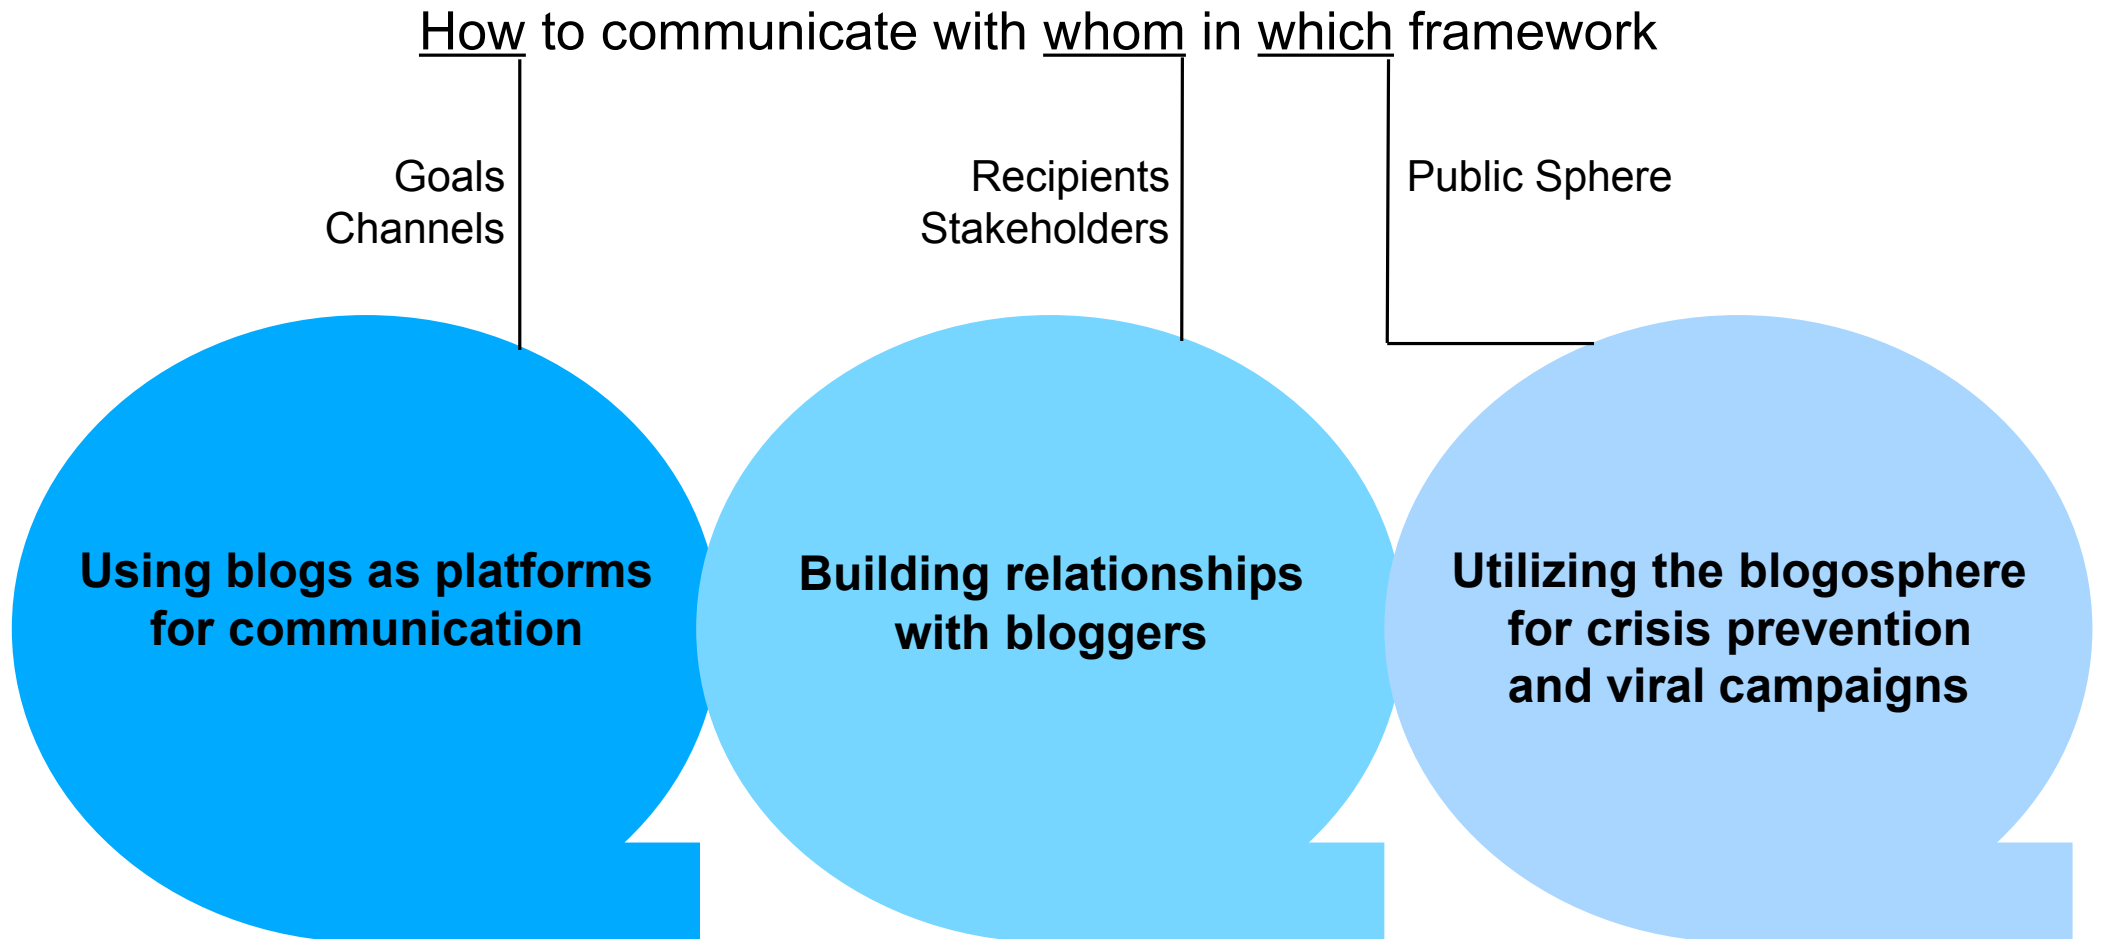 How to communicate with whom in which framework
Goals
Channels
Recipients
Stakeholders
Public Sphere
Using blogs as platforms
for communication
Building relationships
with bloggers
Utilizing the blogosphere
for crisis prevention
and viral campaigns